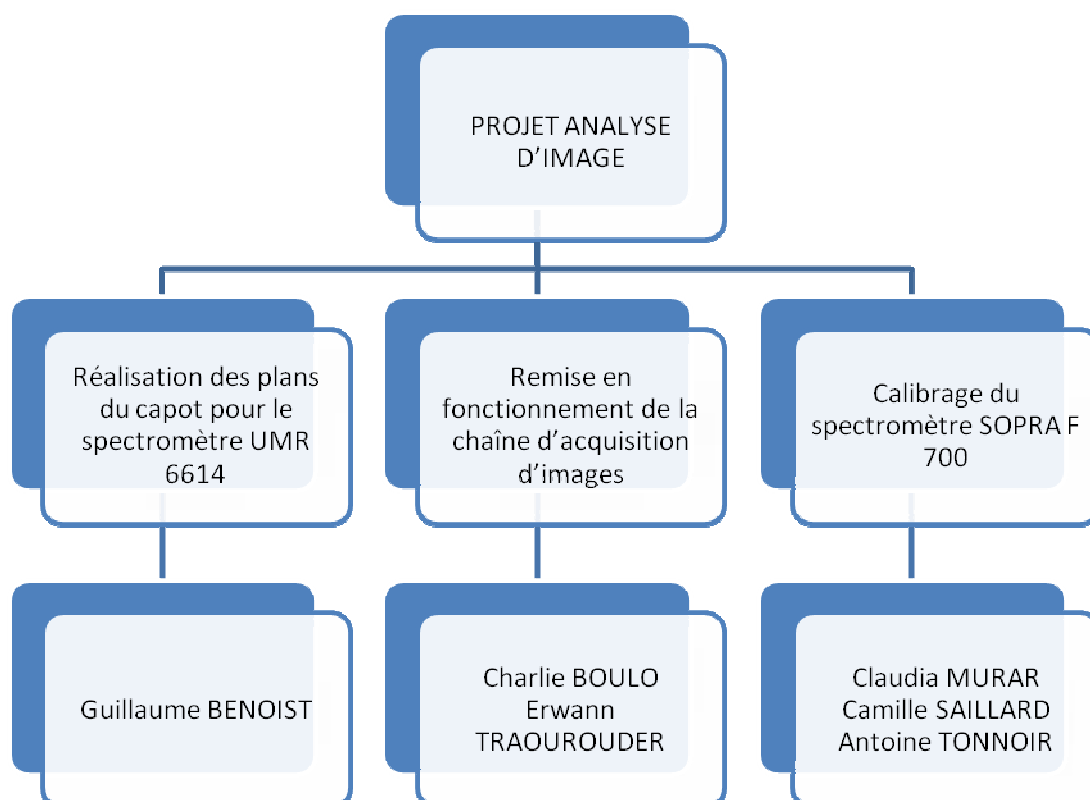 PROJET ANALYSE
D’IMAGE
Réalisation des plans
du capot pour le
spectromètre UMR
6614
Remise en
fonctionnement de la
chaîne d’acquisition
d’images
Calibrage du
spectromètre SOPRA F
700
Guillaume BENOIST
Charlie BOULO
Erwann
TRAOUROUDER
Claudia MURAR
Camille SAILLARD
Antoine TONNOIR